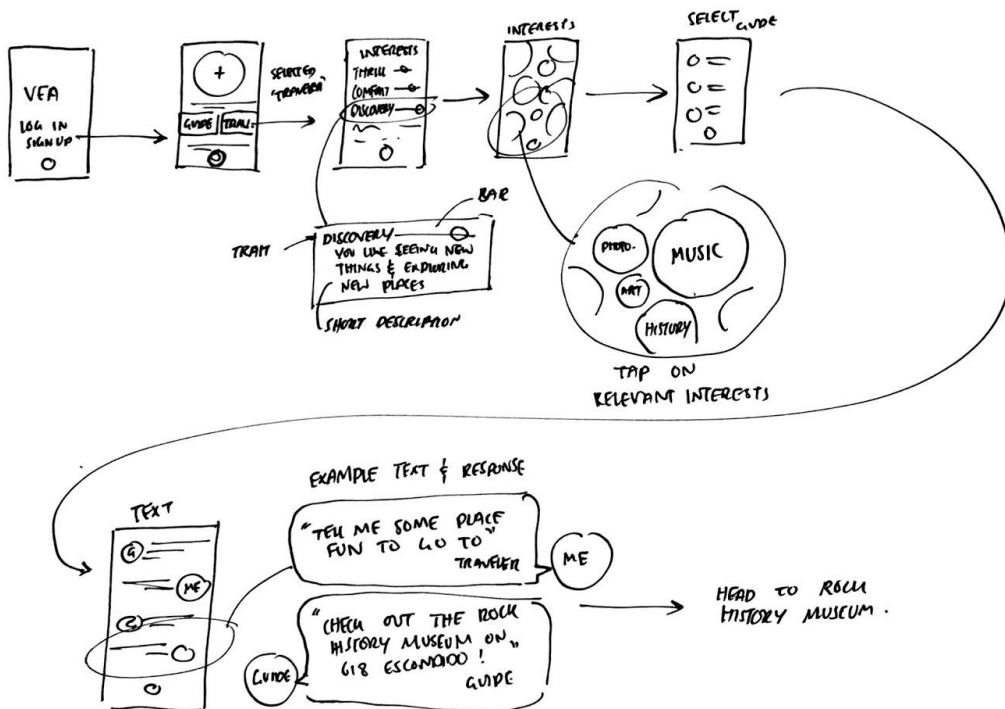 VEA
LOG IN
SIGN UP
+
GUIDE
TRAV.
SELECTED
"TRAVELER"
INTERESTS
THRILL
COMFORT
DISCOVERY
INTERESTS
SELECT GUIDE
BAR
TRAIT
DISCOVERY
YOU LIKE SEEING NEW
THINGS & EXPLORING
NEW PLACES
SHORT DESCRIPTION
PHOTO.
MUSIC
ART
HISTORY
TAP ON
RELEVANT INTERESTS
TEXT
G
ME
G
EXAMPLE TEXT & RESPONSE
"TELL ME SOME PLACE
FUN TO GO TO"
TRAVELER
ME
"CHECK OUT THE ROCK
HISTORY MUSEUM ON
618 ESCONDIDO!"
GUIDE
GUIDE
HEAD TO ROCK
HISTORY MUSEUM.